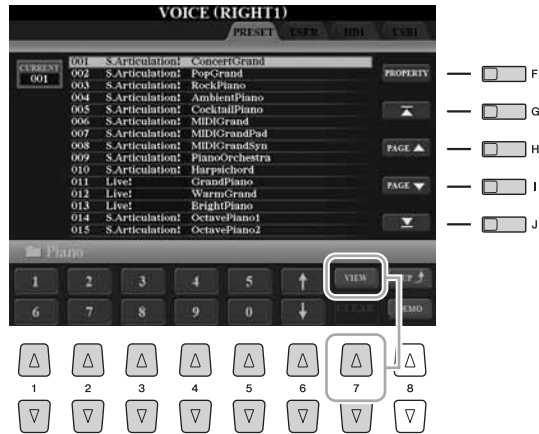 VOICE (RIGHT1)
PRESET USER HD1 USB1
CURRENT
001
001 S.Articulation! ConcertGrand
002 S.Articulation! PopGrand
003 S.Articulation! RockPiano
004 S.Articulation! AmbientPiano
005 S.Articulation! CocktailPiano
006 S.Articulation! MIDIGrand
007 S.Articulation! MIDIGrandPad
008 S.Articulation! MIDIGrandSyn
009 S.Articulation! PianoOrchestra
010 S.Articulation! Harpsichord
011 Live! GrandPiano
012 Live! WarmGrand
013 Live! BrightPiano
014 S.Articulation! OctavePiano1
015 S.Articulation! OctavePiano2
PROPERTY
PAGE
PAGE
F
G
H
I
J
Piano
1 2 3 4 5 VIEW
6 7 8 9 0 CLEAR
1 2 3 4 5 6 7 8